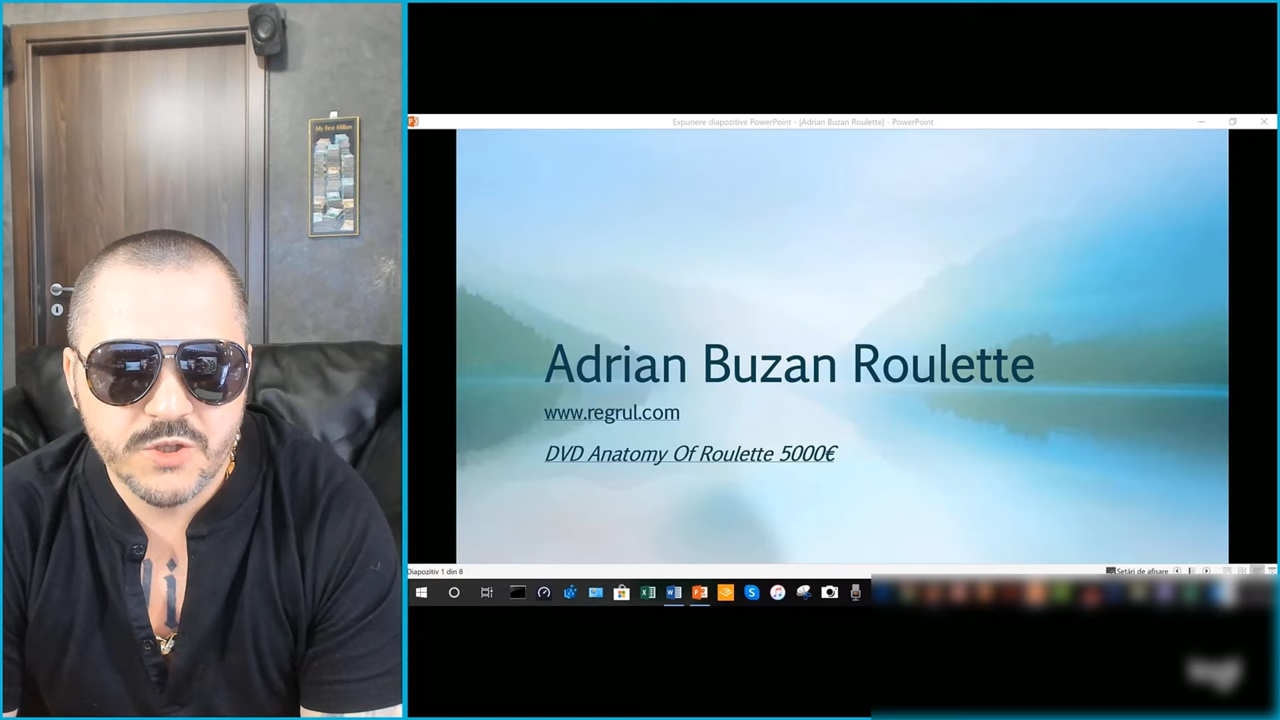 My First Million
Expunere diapozitive PowerPoint - [Adrian Buzan Roulette] - PowerPoint
Adrian Buzan Roulette
www.regrul.com
DVD Anatomy Of Roulette 5000€
Diapozitiv 1 din 8
Setări de afișare